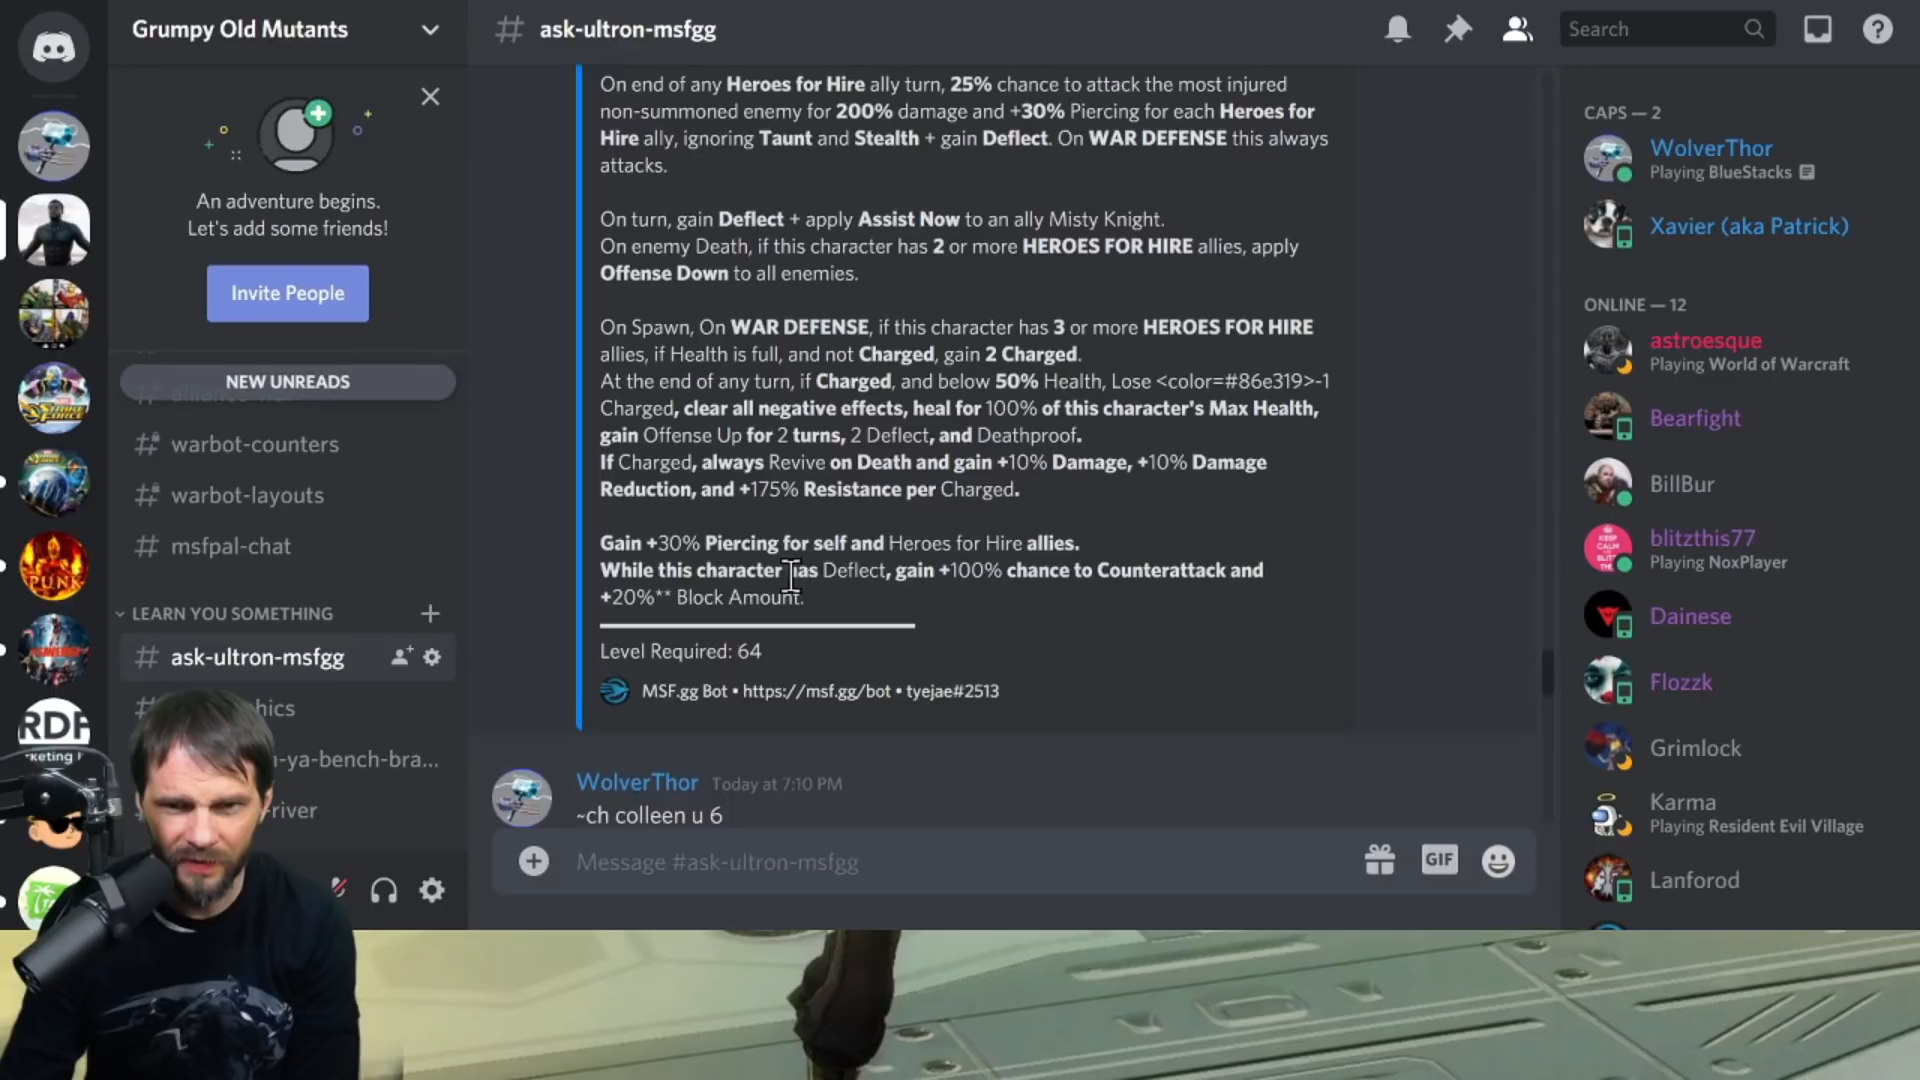 Grumpy Old Mutants
ask-ultron-msfgg
Search
An adventure begins.
Let's add some friends!
Invite People
NEW UNREADS
warbot-counters
warbot-layouts
msfpal-chat
LEARN YOU SOMETHING
ask-ultron-msfgg
hics
-ya-bench-bra...
river
On end of any Heroes for Hire ally turn, 25% chance to attack the most injured
non-summoned enemy for 200% damage and +30% Piercing for each Heroes for
Hire ally, ignoring Taunt and Stealth + gain Deflect. On WAR DEFENSE this always
attacks.
On turn, gain Deflect + apply Assist Now to an ally Misty Knight.
On enemy Death, if this character has 2 or more HEROES FOR HIRE allies, apply
Offense Down to all enemies.
On Spawn, On WAR DEFENSE, if this character has 3 or more HEROES FOR HIRE
allies, if Health is full, and not Charged, gain 2 Charged.
At the end of any turn, if Charged, and below 50% Health, Lose <color=#86e319>-1
Charged, clear all negative effects, heal for 100% of this character's Max Health,
gain Offense Up for 2 turns, 2 Deflect, and Deathproof.
If Charged, always Revive on Death and gain +10% Damage, +10% Damage
Reduction, and +175% Resistance per Charged.
Gain +30% Piercing for self and Heroes for Hire allies.
While this character has Deflect, gain +100% chance to Counterattack and
+20%** Block Amount.
Level Required: 64
MSF.gg Bot • https://msf.gg/bot • tyejae#2513
WolverThor Today at 7:10 PM
~ch colleen u 6
Message #ask-ultron-msfgg
GIF
CAPS — 2
WolverThor
Playing BlueStacks
Xavier (aka Patrick)
ONLINE — 12
astroesque
Playing World of Warcraft
Bearfight
BillBur
blitzthis77
Playing NoxPlayer
Dainese
Flozzk
Grimlock
Karma
Playing Resident Evil Village
Lanforod
PUNK
RDP